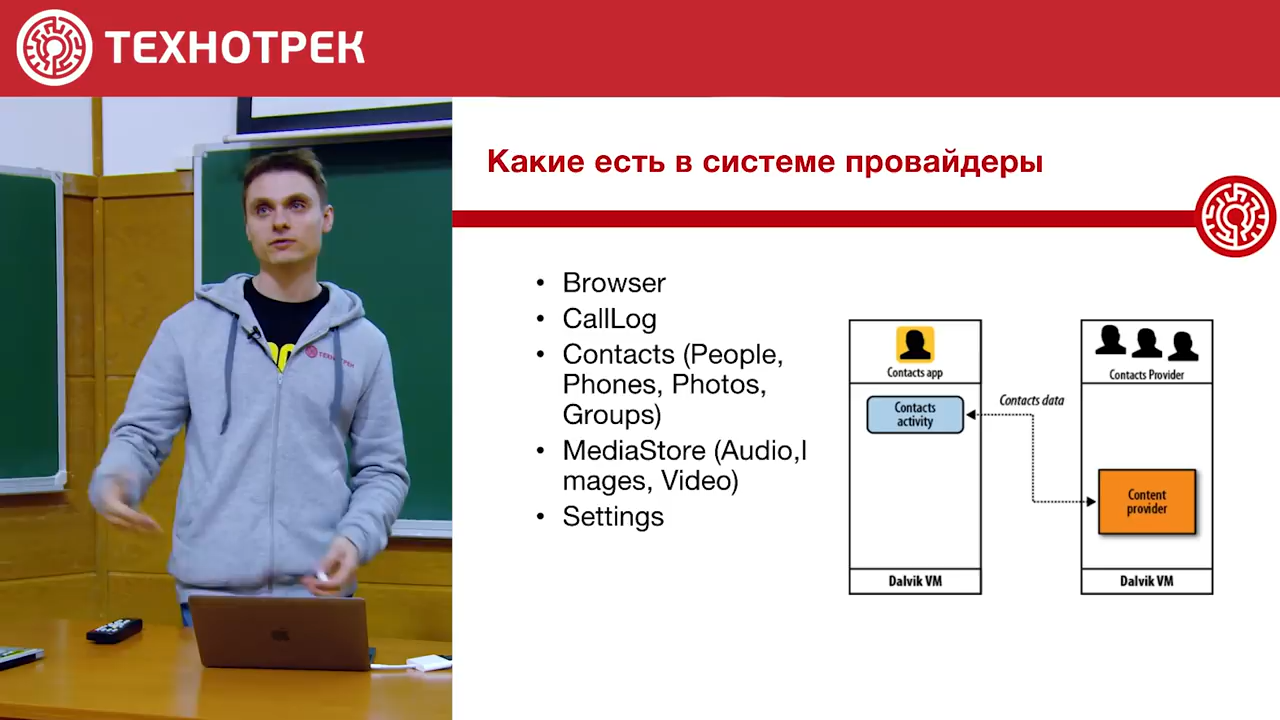 ТЕХНОТРЕК
Какие есть в системе провайдеры
• Browser
• CallLog
• Contacts (People,
Phones, Photos,
Groups)
• MediaStore (Audio,I
mages, Video)
• Settings
Contacts app
Contacts
activity
Dalvik VM
Contacts data
Contacts Provider
Content
provider
Dalvik VM
ТЕХНОТРЕК